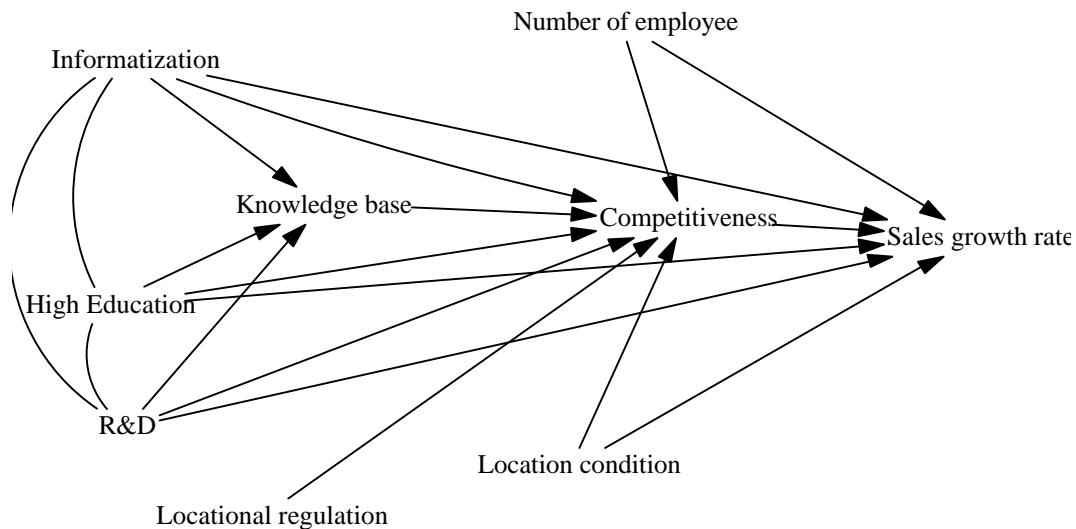 Number of employee
Informatization
Knowledge base
Competitiveness
Sales growth rate
High Education
R&D
Location condition
Locational regulation